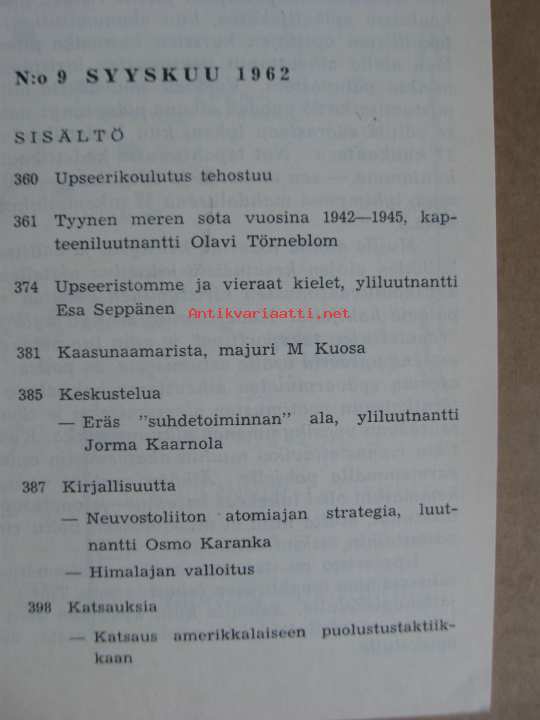 N:o 9 SYYSKUU 1962
SISÄLTÖ
360 Upseerikoulutus tehostuu
361 Tyynen meren sota vuosina 1942—1945, kap-
teeniluutnantti Olavi Törneblom
374 Upseeristomme ja vieraat kielet, yliluutnantti
Esa Seppänen
Antikvariaatti.net
381 Kaasunaamarista, majuri M Kuosa
385 Keskustelua
— Eräs ”suhdetoiminnan” ala, yliluutnantti
Jorma Kaarnola
387 Kirjallisuutta
— Neuvostoliiton atomiajan strategia, luut-
nantti Osmo Karanka
— Himalajan valloitus
398 Katsauksia
— Katsaus amerikkalaiseen puolustustaktiik-
kaan